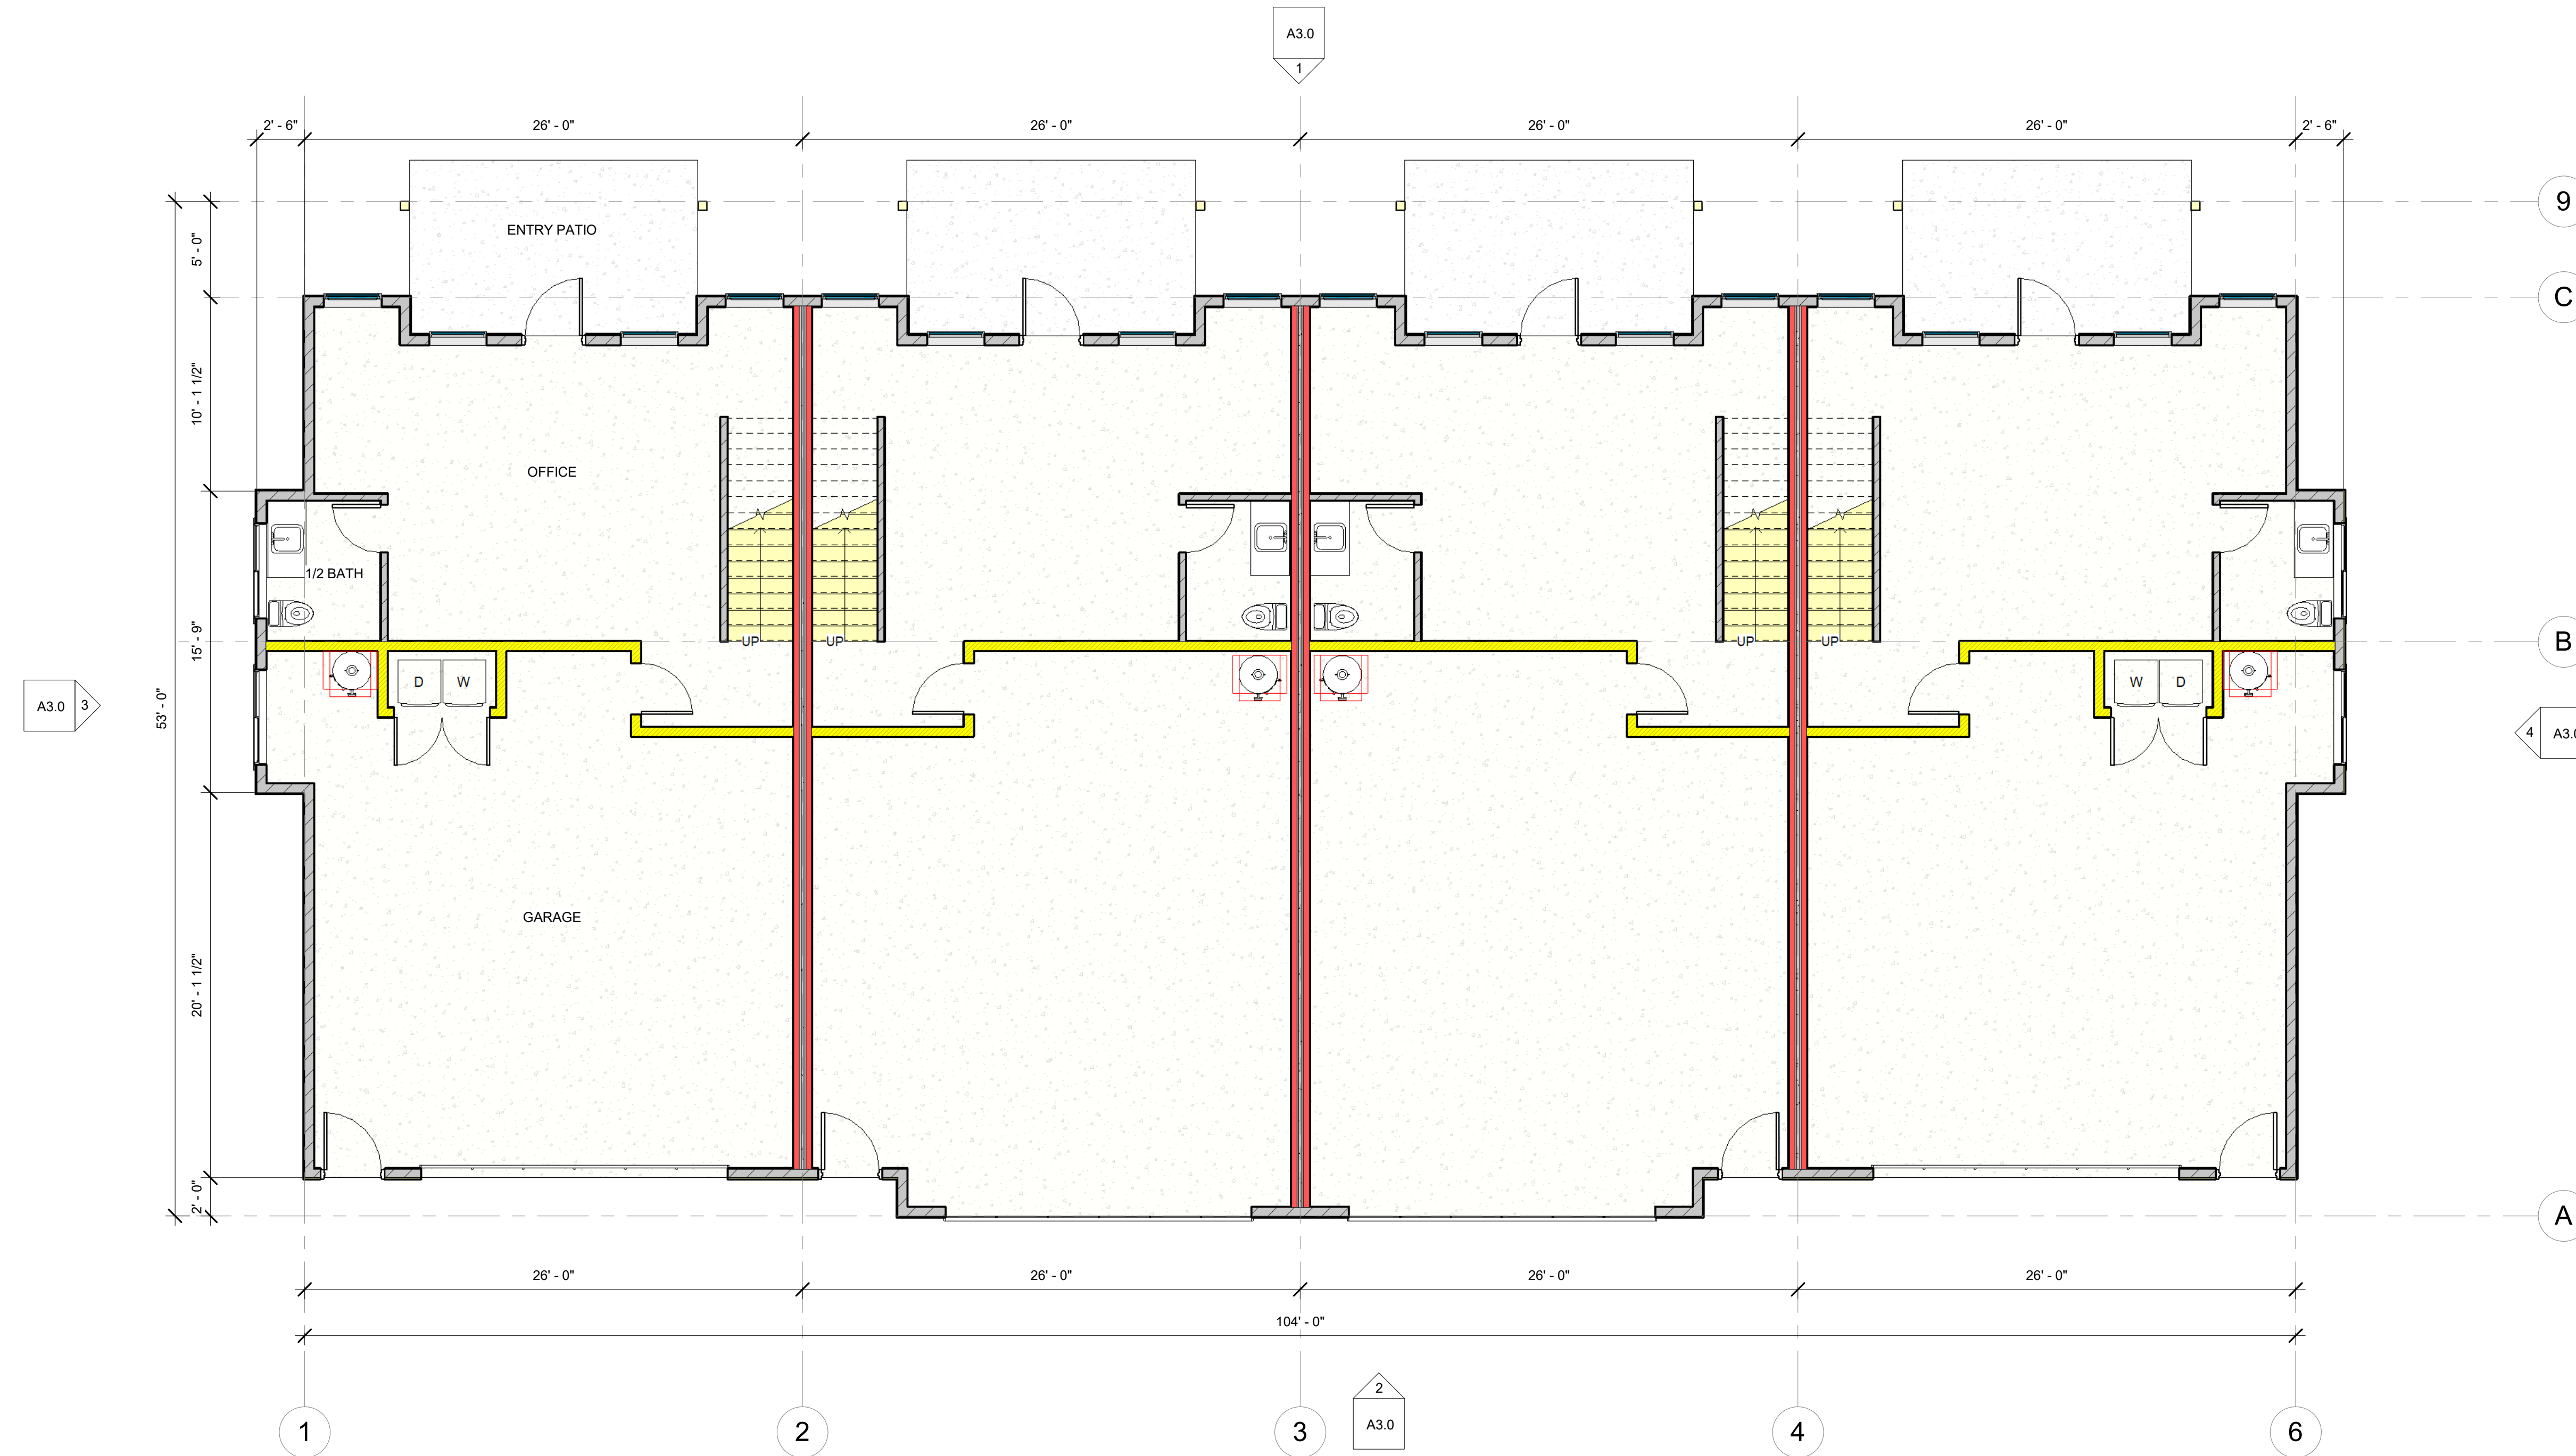 A3.0
1
2' - 6"
26' - 0"
26' - 0"
26' - 0"
26' - 0"
2' - 6"
9
5' - 0"
ENTRY PATIO
C
10' - 1 1/2"
OFFICE
1/2 BATH
15' - 9"
UP
UP
UP
UP
B
D
W
W
D
53' - 0"
A3.0
3
4
GARAGE
20' - 1 1/2"
2' - 0"
A
26' - 0"
26' - 0"
26' - 0"
26' - 0"
104' - 0"
2
A3.0
1
2
3
4
6